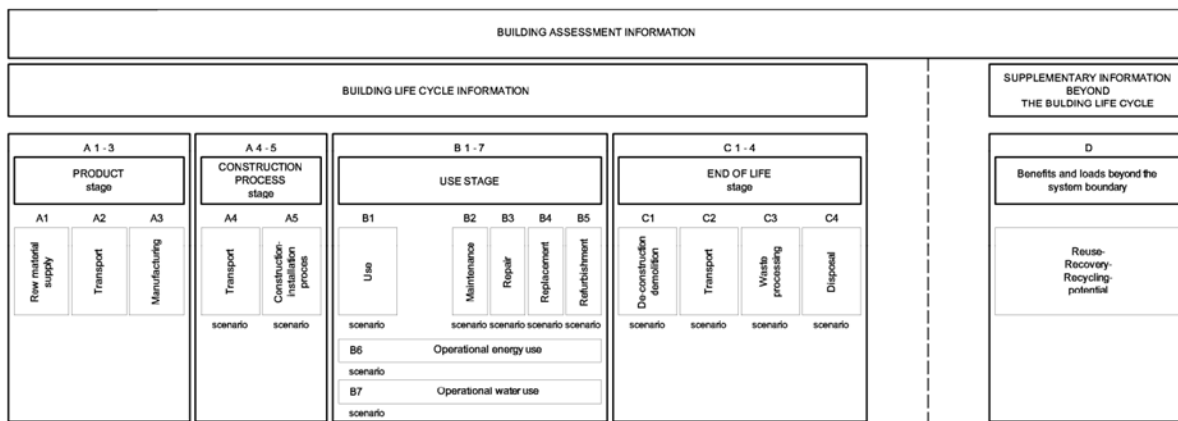 BUILDING ASSESSMENT INFORMATION
BUILDING LIFE CYCLE INFORMATION
SUPPLEMENTARY INFORMATION
BEYOND
THE BULDING LIFE CYCLE
A 1 - 3
PRODUCT
stage
A1
A2
A3
Rew material
supply
Transport
Manufacturing
A 4 - 5
CONSTRUCTION
PROCESS
stage
A4
A5
Transport
Construction-
installation
proces
scenario
scenario
B 1 - 7
USE STAGE
B1
B2
B3
B4
B5
Use
Maintenance
Repair
Replacement
Refurbishment
scenario
scenario
scenario
scenario
scenario
B6
Operational energy use
scenario
B7
Operational water use
scenario
C 1 - 4
END OF LIFE
stage
C1
C2
C3
C4
De-construction
demolition
Transport
Waste
processing
Disposal
scenario
scenario
scenario
scenario
D
Benefits and loads beyond the
system boundary
Reuse-
Recovery-
Recycling-
potential